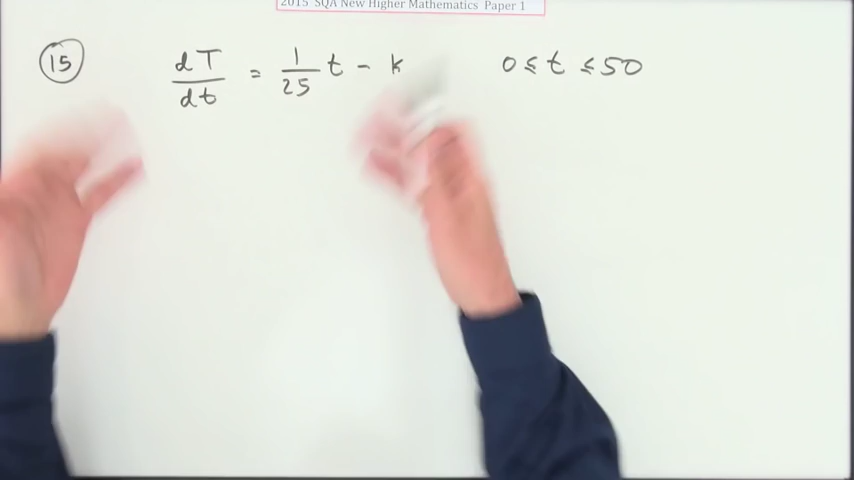 2015 SQA New Higher Mathematics Paper 1
15 dT/dt = 1/25 t - k 0 ≤ t ≤ 50